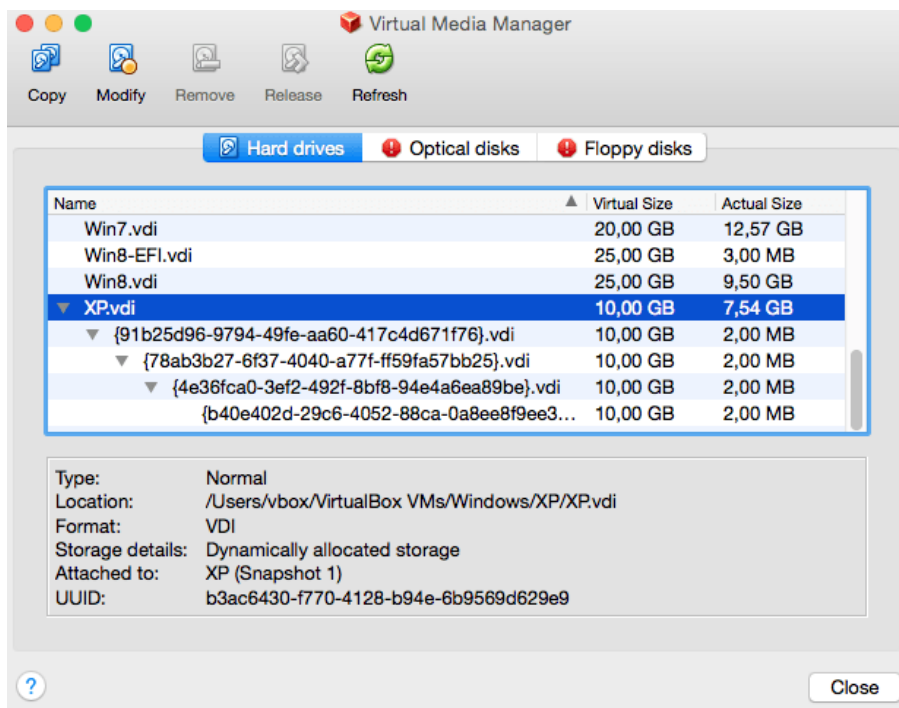 Virtual Media Manager
Copy Modify Remove Release Refresh
Hard drives Optical disks Floppy disks
Name Virtual Size Actual Size
Win7.vdi 20,00 GB 12,57 GB
Win8-EFI.vdi 25,00 GB 3,00 MB
Win8.vdi 25,00 GB 9,50 GB
XP.vdi 10,00 GB 7,54 GB
{91b25d96-9794-49fe-aa60-417c4d671f76}.vdi 10,00 GB 2,00 MB
{78ab3b27-6f37-4040-a77f-ff59fa57bb25}.vdi 10,00 GB 2,00 MB
{4e36fca0-3ef2-492f-8bf8-94e4a6ea89be}.vdi 10,00 GB 2,00 MB
{b40e402d-29c6-4052-88ca-0a8ee8f9ee3... 10,00 GB 2,00 MB
Type: Normal
Location: /Users/vbox/VirtualBox VMs/Windows/XP/XP.vdi
Format: VDI
Storage details: Dynamically allocated storage
Attached to: XP (Snapshot 1)
UUID: b3ac6430-f770-4128-b94e-6b9569d629e9
? Close